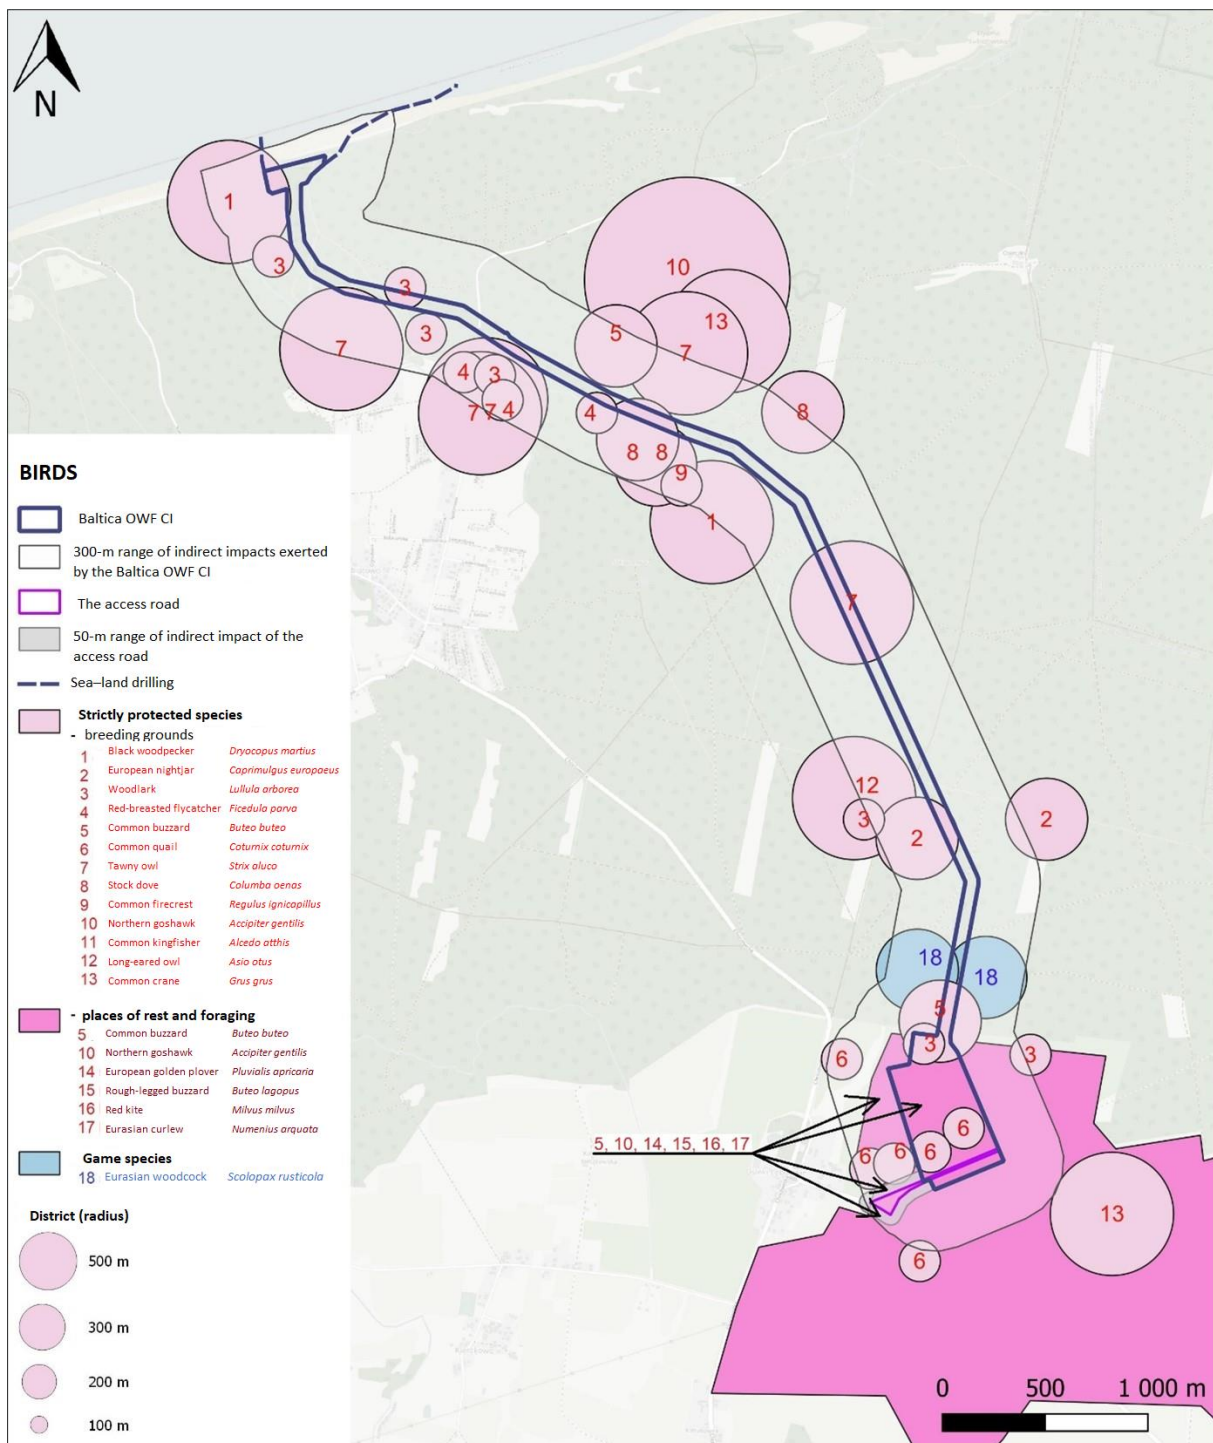 N
1
3
3
3
7
4
3
7
7
4
10
13
5
7
8
4
8
8
9
1
7
12
3
2
2
18
18
5
3
3
6
6
6
6
6
5, 10, 14, 15, 16, 17
13
6
0 500 1 000 m
BIRDS
Baltica OWF CI
300-m range of indirect impacts exerted
by the Baltica OWF CI
The access road
50-m range of indirect impact of the
access road
Sea–land drilling
Strictly protected species
- breeding grounds
1 Black woodpecker Dryocopus martius
2 European nightjar Caprimulgus europaeus
3 Woodlark Lullula arborea
4 Red-breasted flycatcher Ficedula parva
5 Common buzzard Buteo buteo
6 Common quail Coturnix coturnix
7 Tawny owl Strix aluco
8 Stock dove Columba oenas
9 Common firecrest Regulus ignicapillus
10 Northern goshawk Accipiter gentilis
11 Common kingfisher Alcedo atthis
12 Long-eared owl Asio otus
13 Common crane Grus grus
- places of rest and foraging
5 Common buzzard Buteo buteo
10 Northern goshawk Accipiter gentilis
14 European golden plover Pluvialis apricaria
15 Rough-legged buzzard Buteo lagopus
16 Red kite Milvus milvus
17 Eurasian curlew Numenius arquata
Game species
18 Eurasian woodcock Scolopax rusticola
District (radius)
500 m
300 m
200 m
100 m